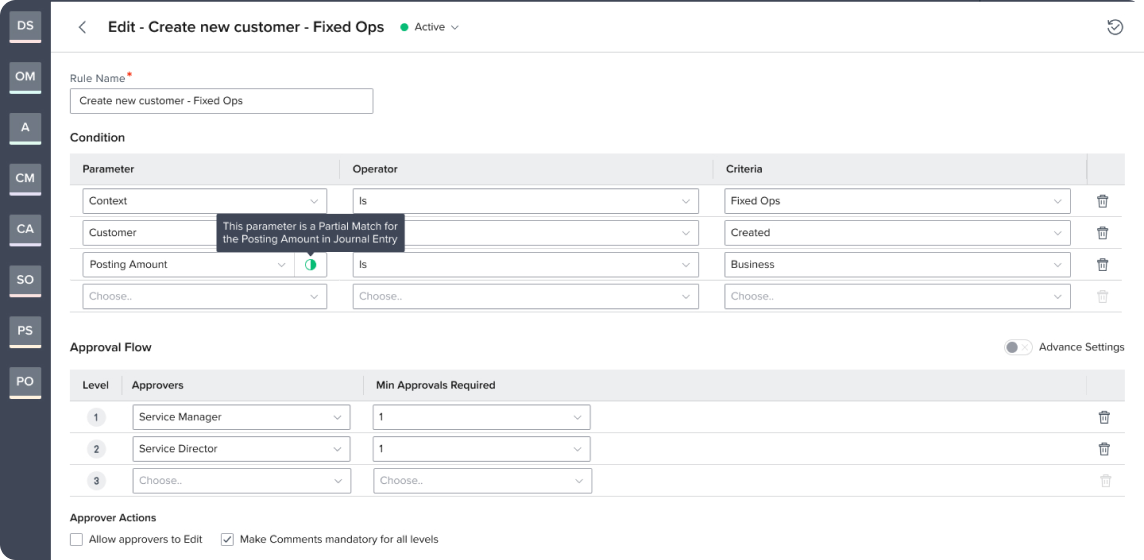 DS
Edit - Create new customer - Fixed Ops
Active
OM
Rule Name*
Create new customer - Fixed Ops
A
Condition
Parameter Operator Criteria
CM
Context Is Fixed Ops
This parameter is a Partial Match for
the Posting Amount in Journal Entry
CA
Customer Created
Posting Amount Is Business
SO
Choose.. Choose.. Choose..
PS
Approval Flow Advance Settings
PO
Level Approvers Min Approvals Required
1 Service Manager 1
2 Service Director 1
3 Choose.. Choose..
Approver Actions
Allow approvers to Edit Make Comments mandatory for all levels